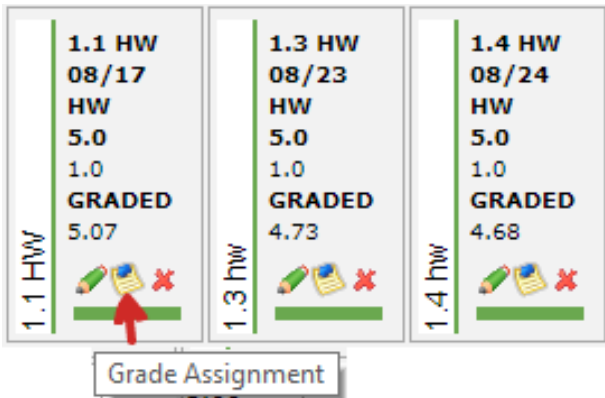 1.1 HW
1.1 HW
08/17
HW
5.0
1.0
GRADED
5.07
1.3 hw
1.3 HW
08/23
HW
5.0
1.0
GRADED
4.73
1.4 hw
1.4 HW
08/24
HW
5.0
1.0
GRADED
4.68
Grade Assignment